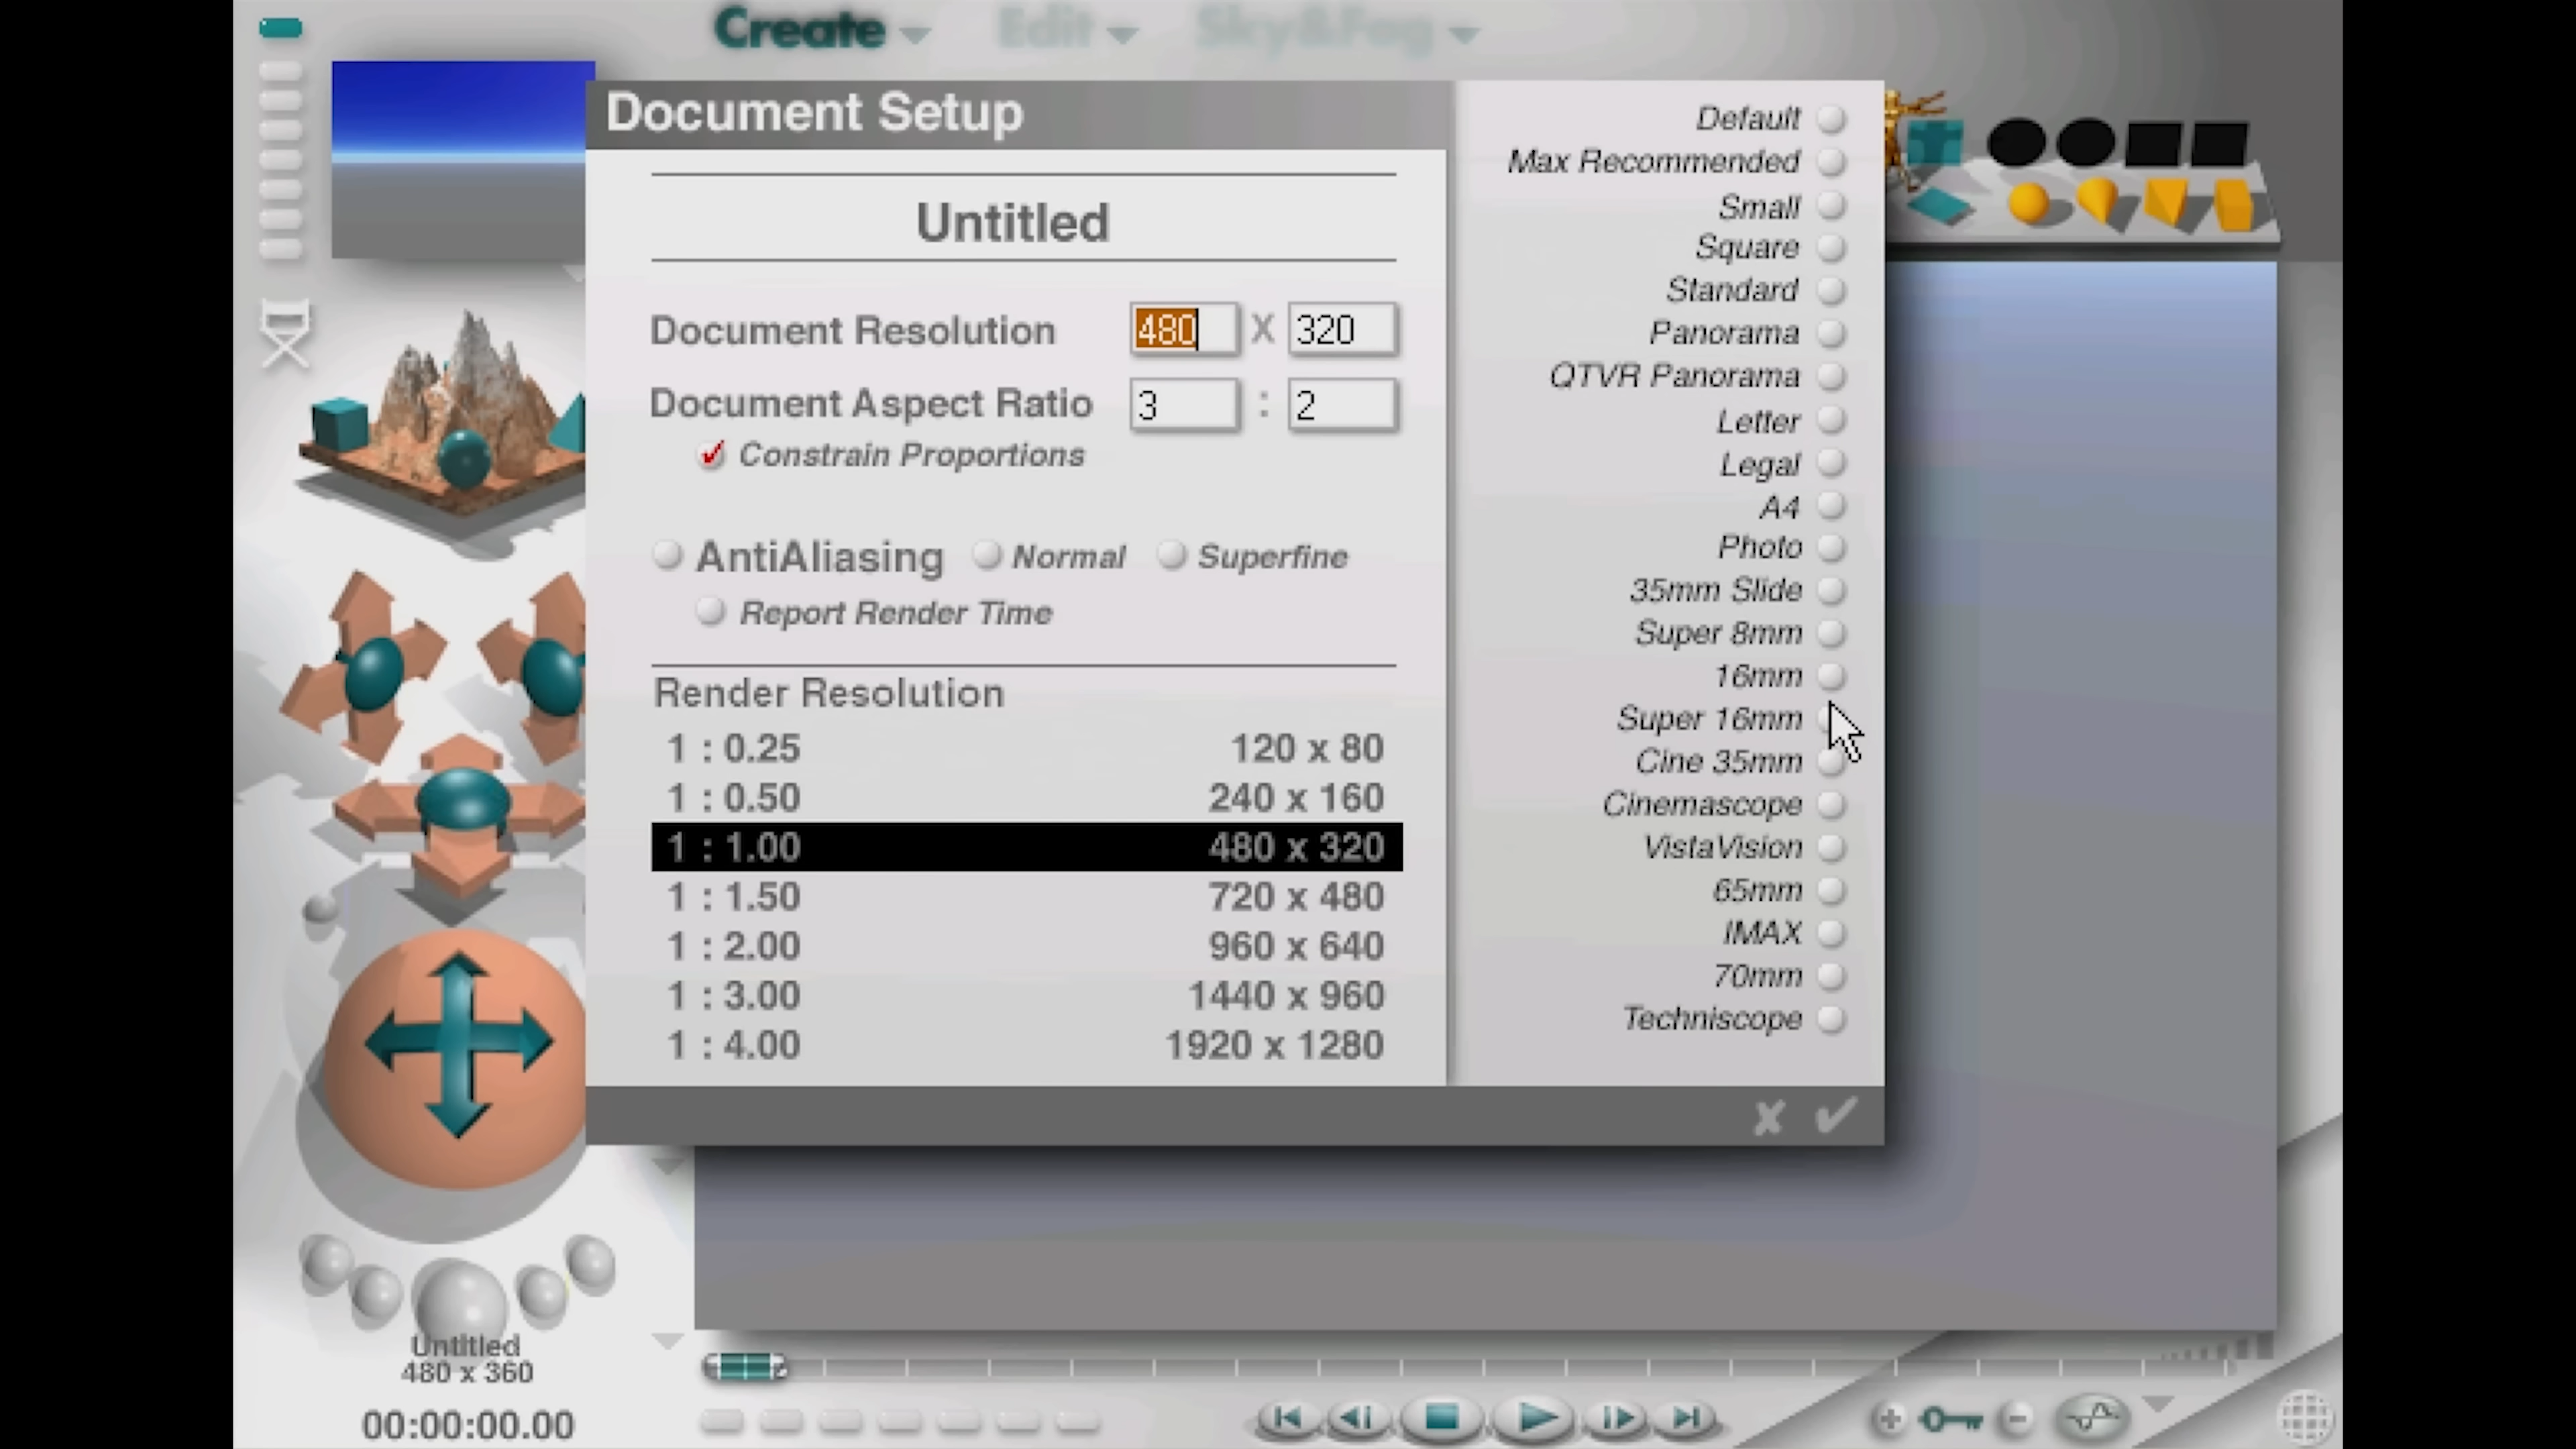 Create Edit Sky&Fog
Document Setup
Untitled
Document Resolution 480 X 320
Document Aspect Ratio 3 : 2
Constrain Proportions
AntiAliasing Normal Superfine
Report Render Time
Render Resolution
1 : 0.25 120 x 80
1 : 0.50 240 x 160
1 : 1.00 480 x 320
1 : 1.50 720 x 480
1 : 2.00 960 x 640
1 : 3.00 1440 x 960
1 : 4.00 1920 x 1280
Default
Max Recommended
Small
Square
Standard
Panorama
QTVR Panorama
Letter
Legal
A4
Photo
35mm Slide
Super 8mm
16mm
Super 16mm
Cine 35mm
Cinemascope
VistaVision
65mm
IMAX
70mm
Techniscope
Untitled
480 x 360
00:00:00.00